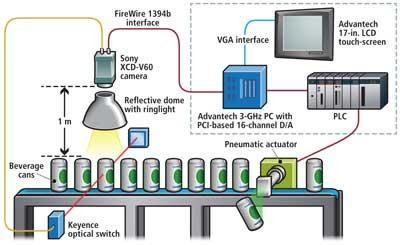 FireWire 1394b
interface
VGA interface
Advantech
17-in. LCD
touch-screen
Sony
XCD-V60
camera
Reflective dome
with ringlight
1 m
Advantech 3-GHz PC with
PCI-based 16-channel D/A
PLC
Pneumatic actuator
Beverage
cans
Keyence
optical switch